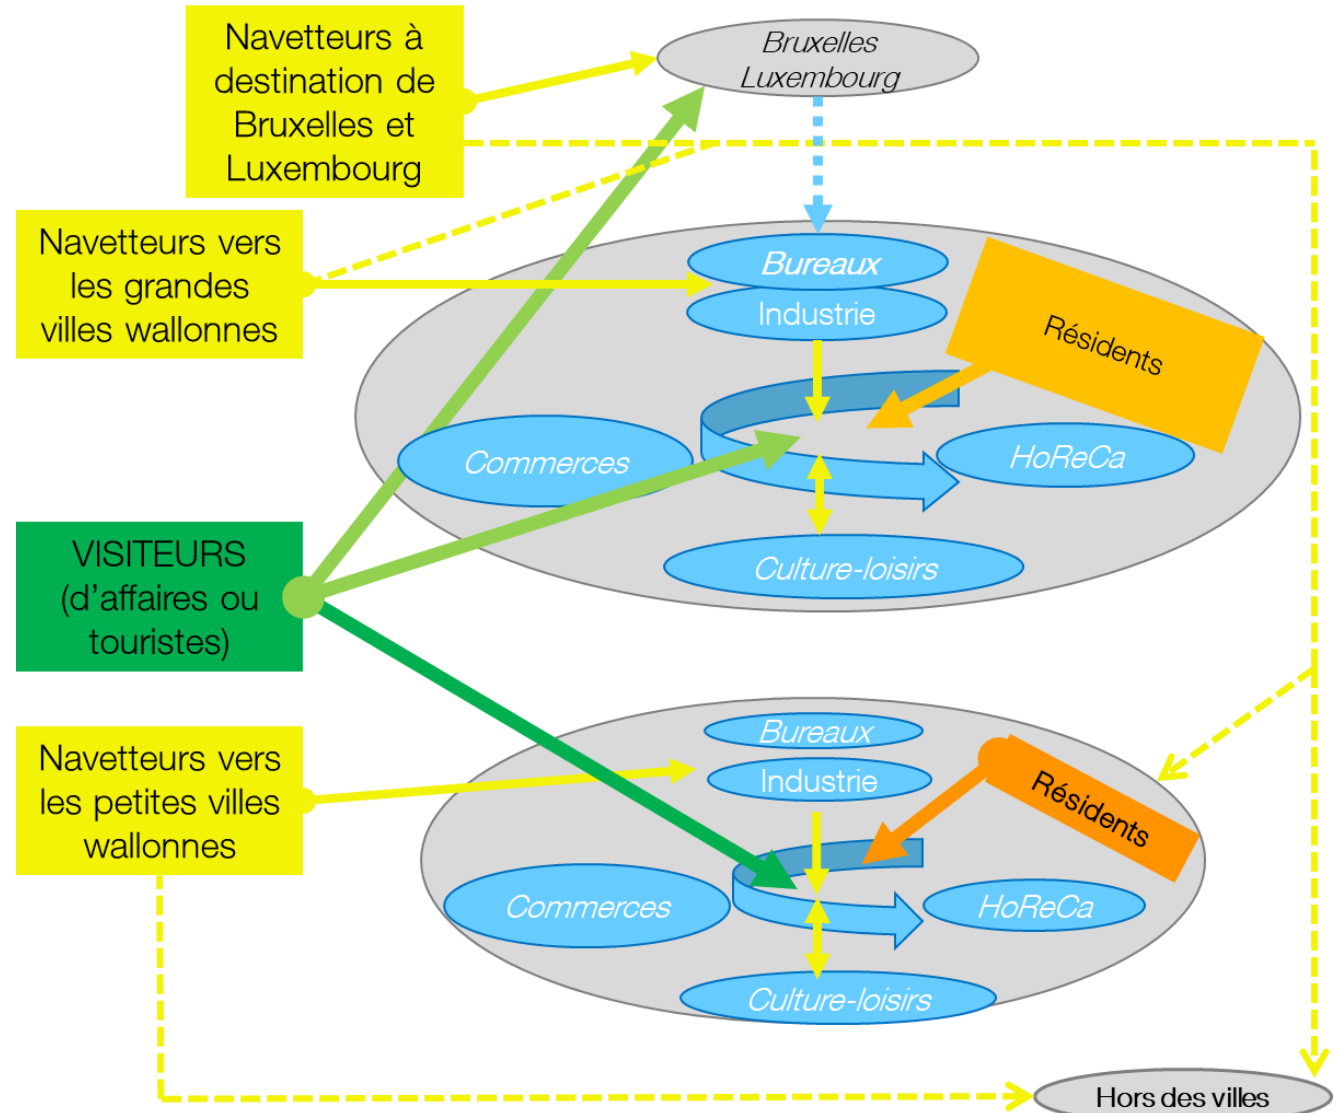 Navetteurs à
destination de
Bruxelles et
Luxembourg
Bruxelles
Luxembourg
Navetteurs vers
les grandes
villes wallonnes
Bureaux
Industrie
Résidents
Commerces
HoReCa
Culture-loisirs
VISITEURS
(d'affaires ou
touristes)
Navetteurs vers
les petites villes
wallonnes
Bureaux
Industrie
Résidents
Commerces
HoReCa
Culture-loisirs
Hors des villes